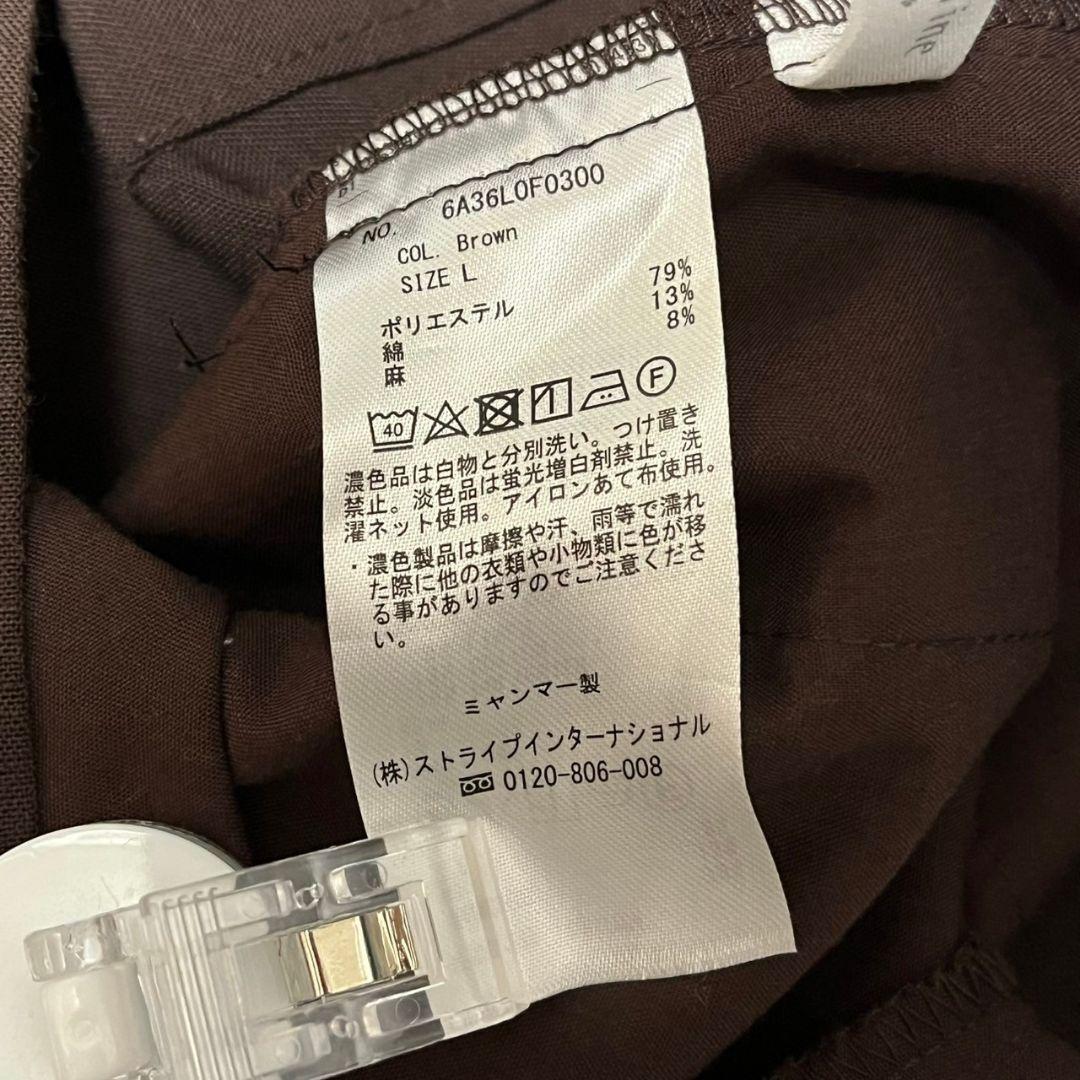 NO. 6A36L0F0300
COL. Brown
SIZE L
ポリエステル 79%
綿 13%
麻 8%
40
F
濃色品は白物と分別洗い。つけ置き
禁止。淡色品は蛍光増白剤禁止。洗
濯ネット使用。アイロンあて布使用。
・濃色製品は摩擦や汗、雨等で濡れ
た際に他の衣類や小物類に色が移
る事がありますのでご注意くださ
い。
ミャンマー製
(株)ストライプインターナショナル
0120-806-008